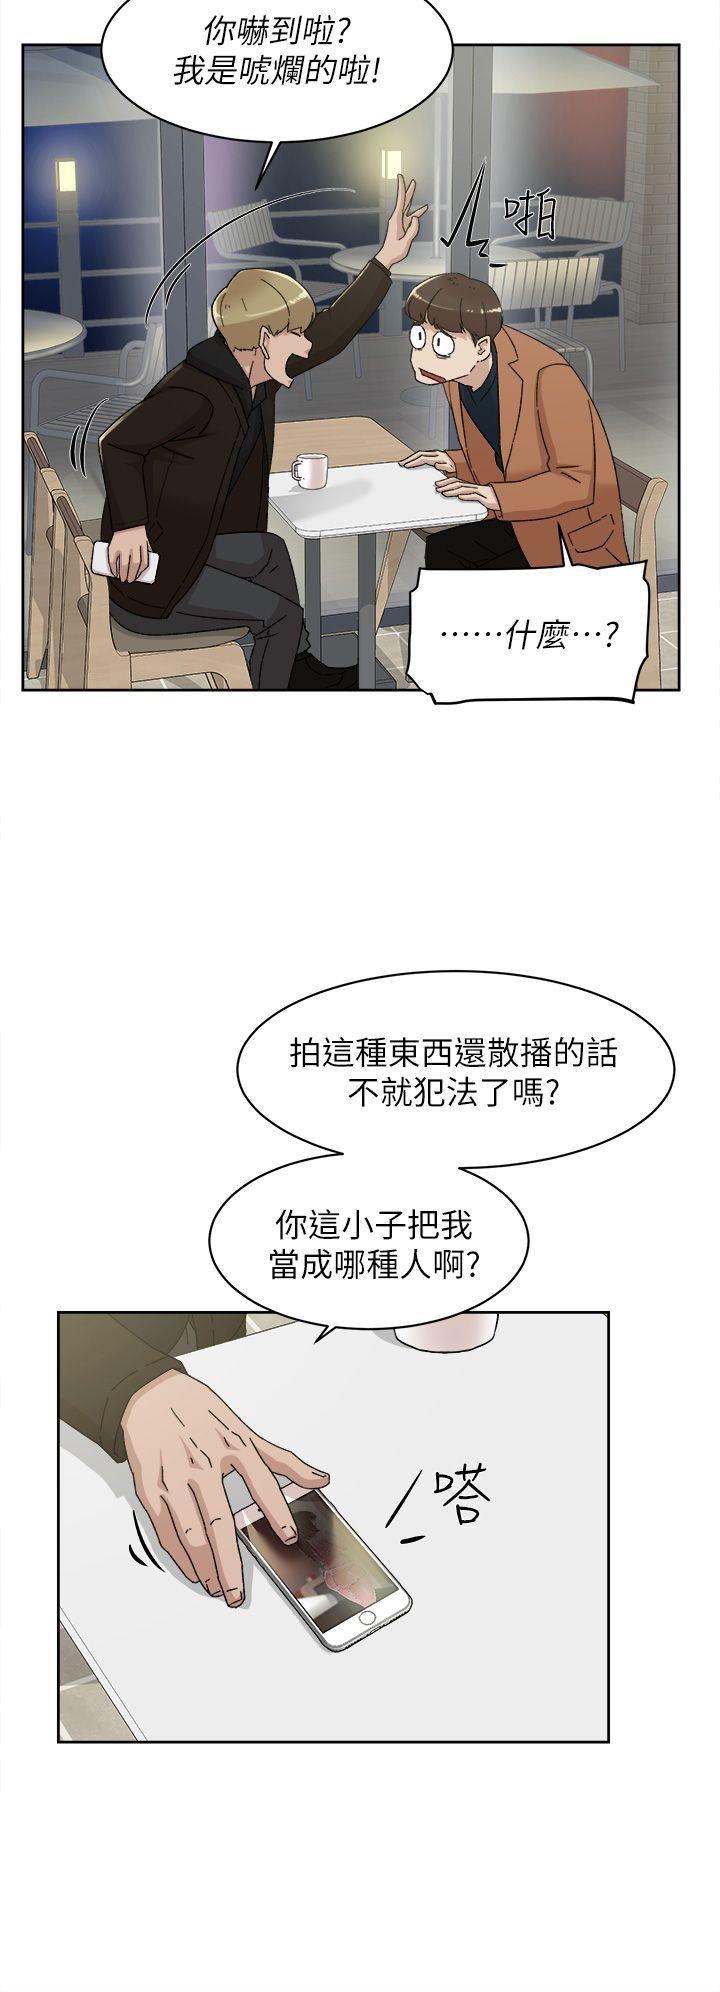 你嚇到啦?
我是唬爛的啦!
啪
……什麼…?
拍這種東西還散播的話
不就犯法了嗎?
你這小子把我
當成哪種人啊?
嗒